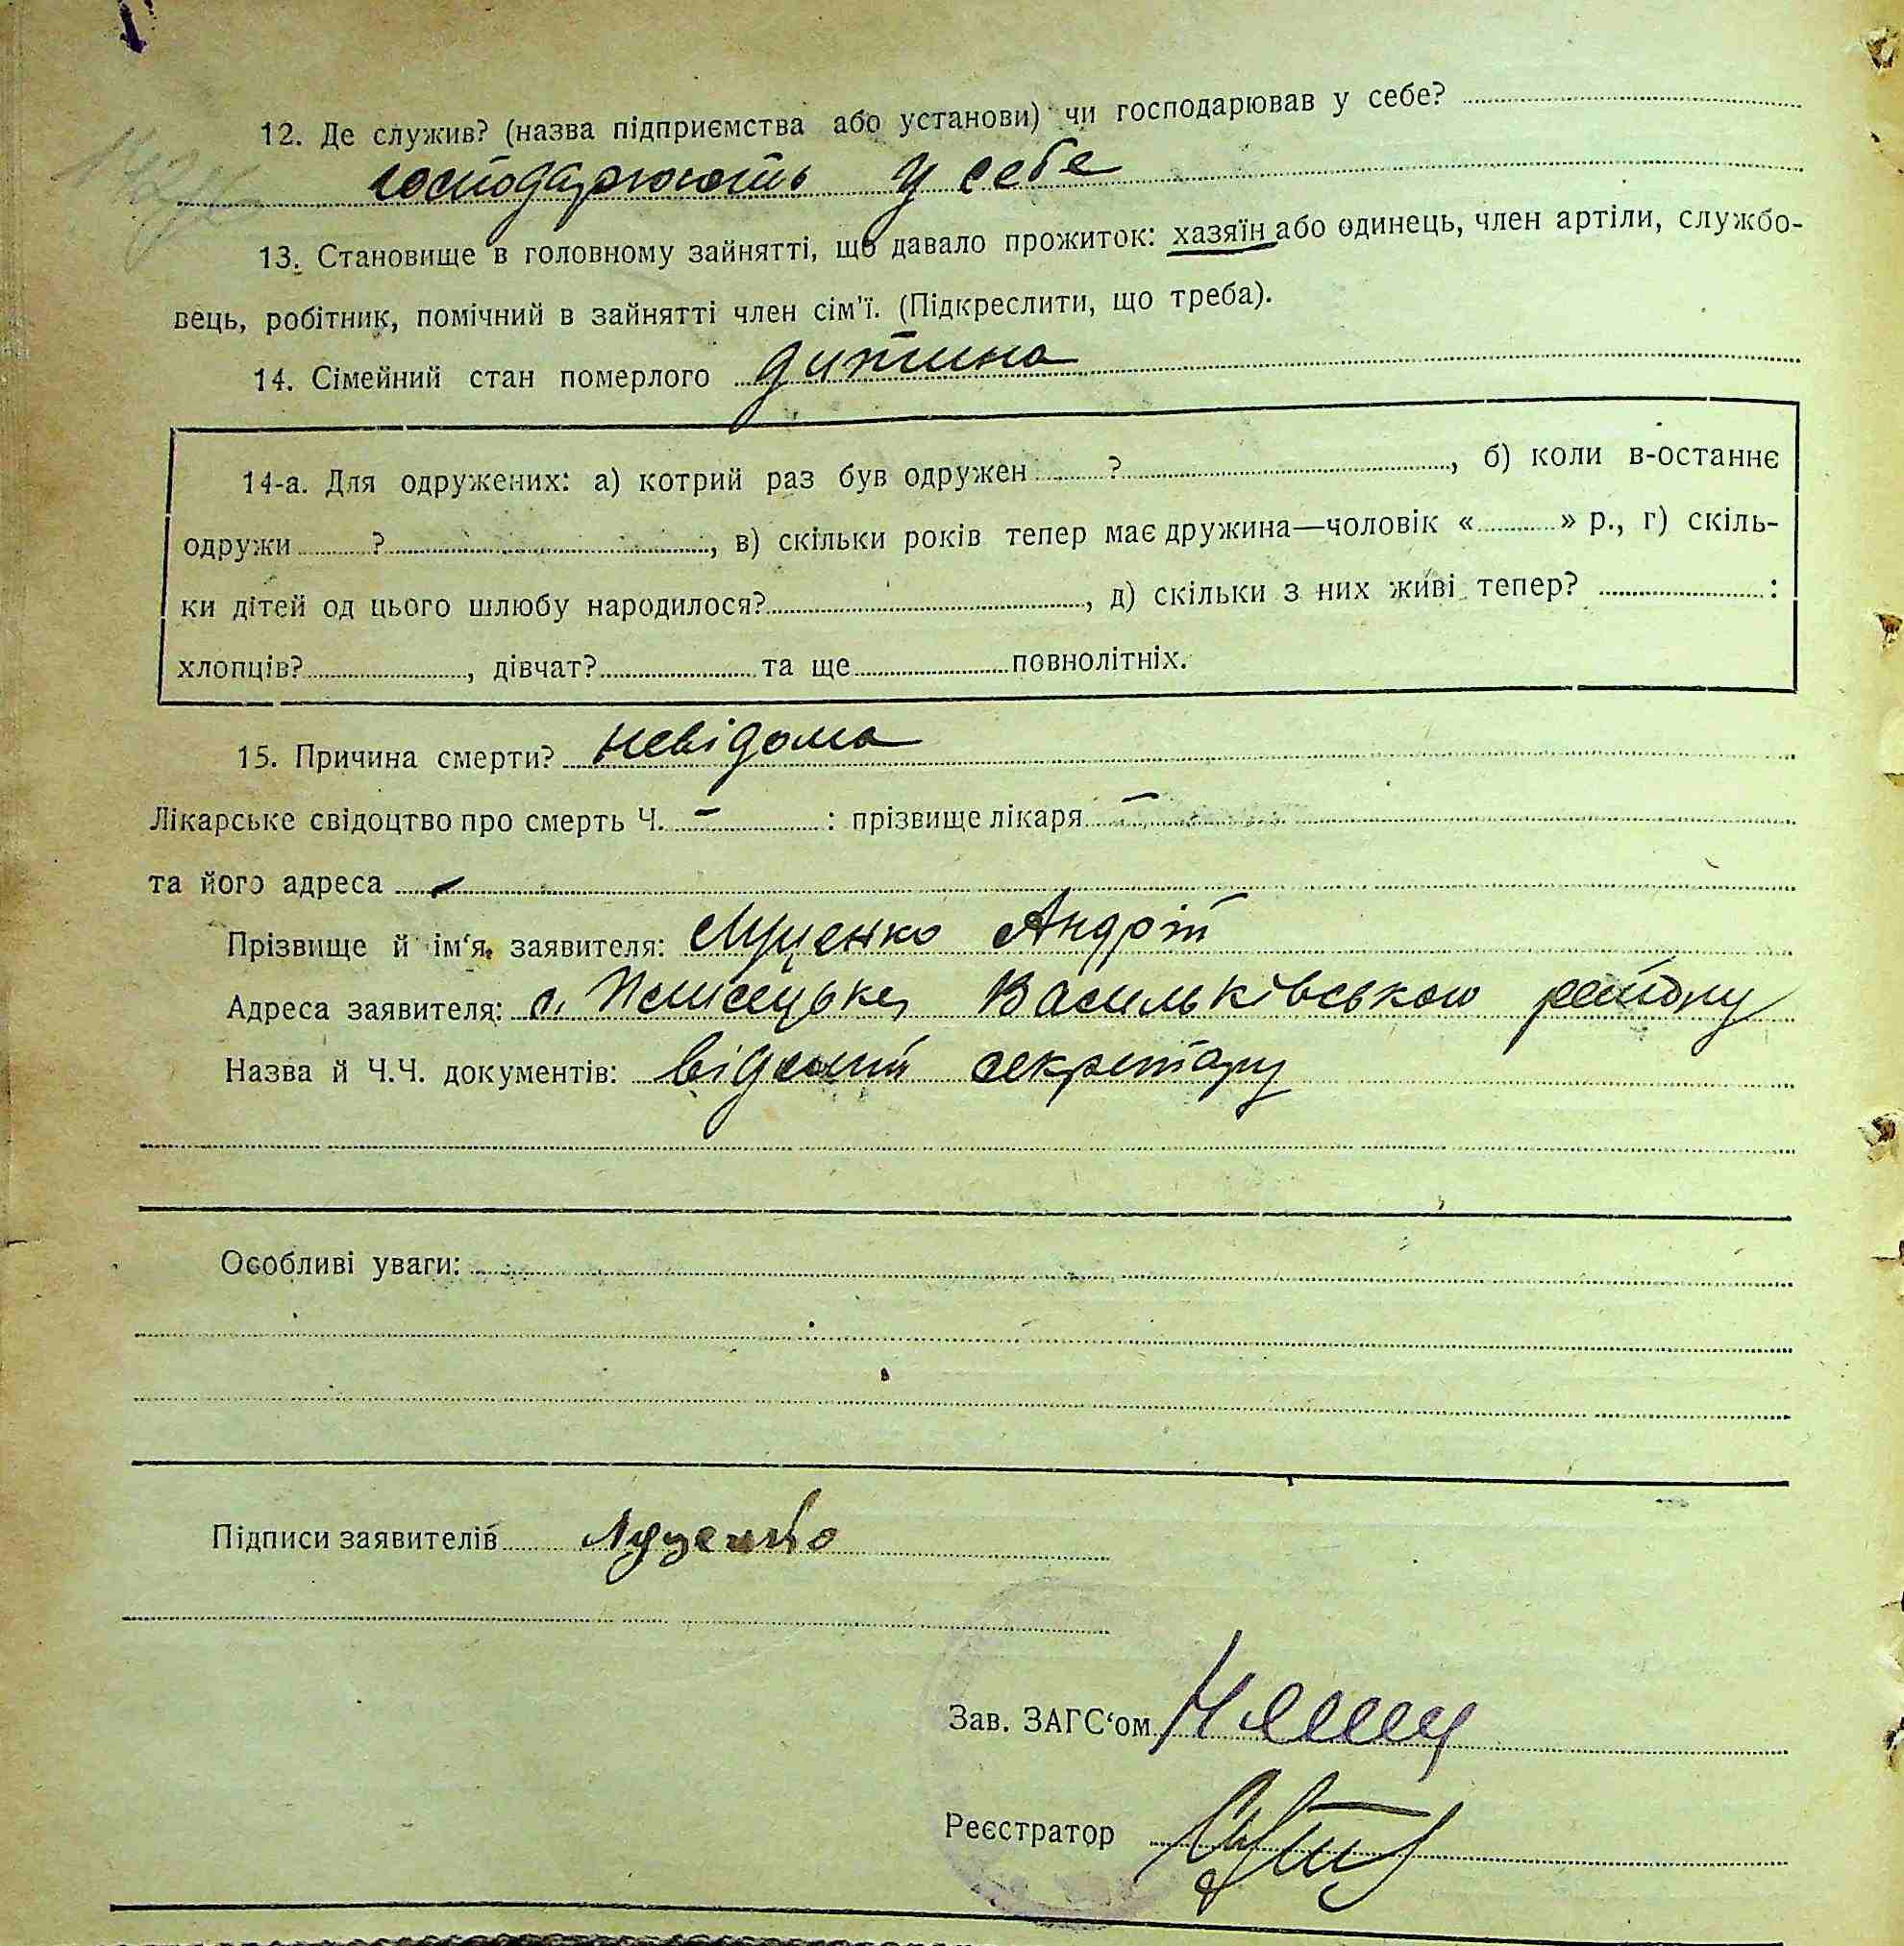 12. Де служив? (назва підприємства або установи) чи господарював у себе?
господарюють у себе
13. Становище в головному зайнятті, що давало прожиток: хазяїн або одинець, член артіли, службо-
вець, робітник, помічний в зайнятті член сім'ї. (Підкреслити, що треба).
14. Сімейний стан померлого дитина
14-а. Для одружених: а) котрий раз був одружен ? , б) коли в-останнє
одружи ? , в) скільки років тепер має дружина—чоловік « » р., г) скіль-
ки дітей од цього шлюбу народилося? , д) скільки з них живі тепер? :
хлопців? , дівчат? та ще повнолітніх.
15. Причина смерти? невідома
Лікарське свідоцтво про смерть Ч. – : прізвище лікаря –
та його адреса –
Прізвище й ім'я заявителя: Луценко Андрій
Адреса заявителя: Васильківського району
Назва й Ч.Ч. документів: відомий секретарю
Особливі уваги:
Підписи заявителів Луценко
Зав. ЗАГС'ом
Реєстратор